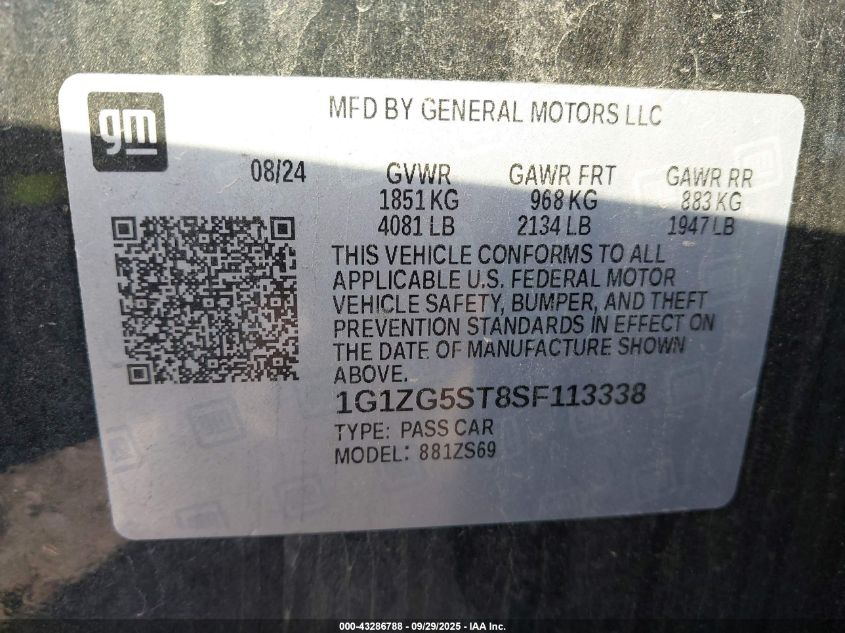 gm
MFD BY GENERAL MOTORS LLC
08/24 GVWR GAWR FRT GAWR RR
1851 KG 968 KG 883 KG
4081 LB 2134 LB 1947 LB
THIS VEHICLE CONFORMS TO ALL
APPLICABLE U.S. FEDERAL MOTOR
VEHICLE SAFETY, BUMPER, AND THEFT
PREVENTION STANDARDS IN EFFECT ON
THE DATE OF MANUFACTURE SHOWN
ABOVE.
1G1ZG5ST8SF113338
TYPE: PASS CAR
MODEL: 881ZS69
000-43286788 - 09/29/2025 - IAA Inc.